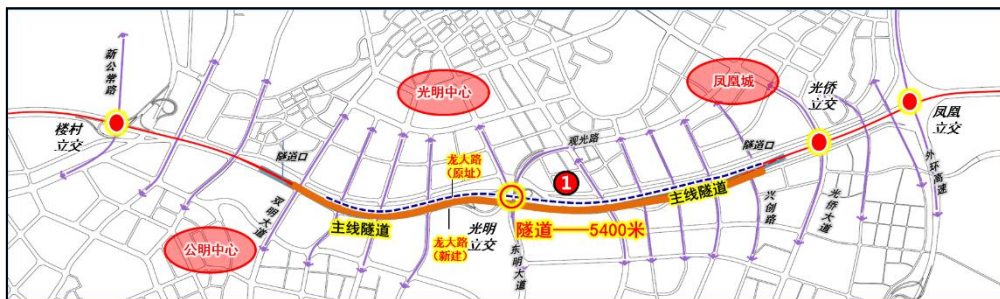 新公常路
楼村
立交
隧道口
双明大道
公明中心
主线隧道
光明中心
龙大路
(原址)
龙大路
(新建)
光明
立交
观光路
1
东明大道
隧道——5400米
主线隧道
凤凰城
隧道口
兴创路
光侨
立交
光侨大道
凤凰
立交
外环高速